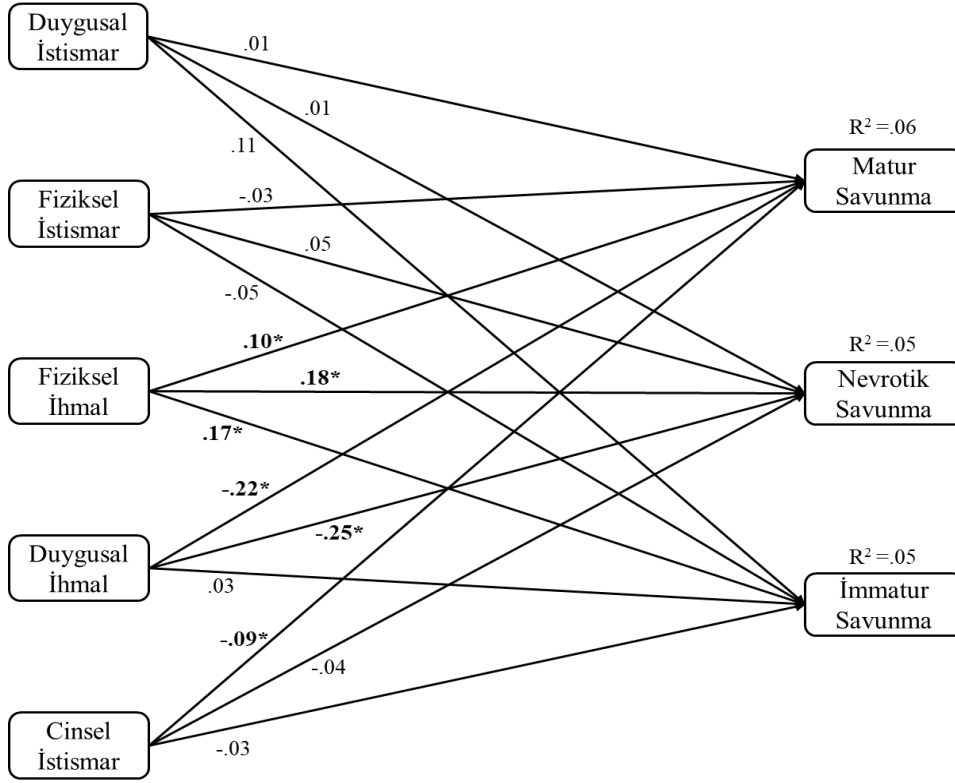 Duygusal
İstismar
.01
.01
R² =.06
.11
Matur
Savunma
Fiziksel
İstismar
-.03
.05
-.05
.10*
R² =.05
Fiziksel
İhmal
.18*
Nevrotik
Savunma
.17*
-.22*
-.25*
Duygusal
İhmal
R² =.05
.03
İmmatur
Savunma
-.09*
-.04
Cinsel
İstismar
-.03